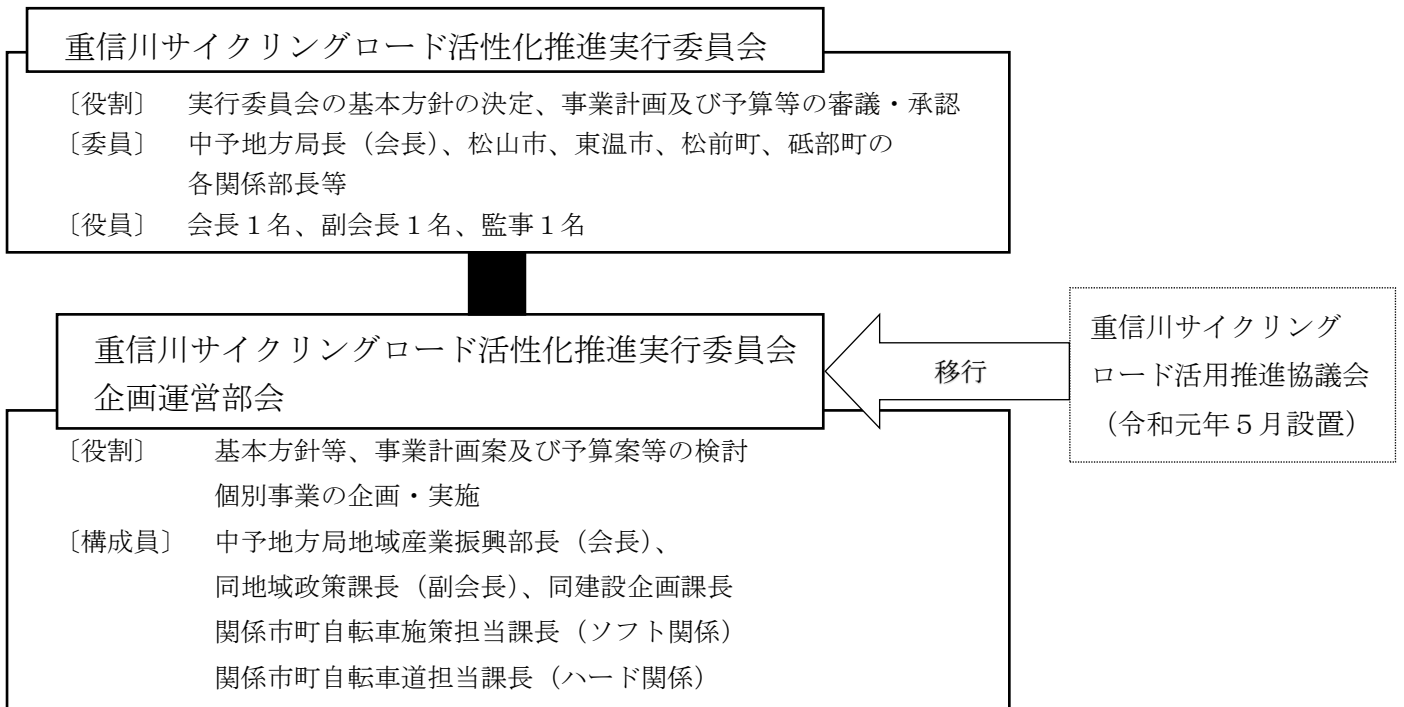 重信川サイクリングロード活性化推進実行委員会
〔役割〕　実行委員会の基本方針の決定、事業計画及び予算等の審議・承認
〔委員〕　中予地方局長（会長）、松山市、東温市、松前町、砥部町の
各関係部長等
〔役員〕　会長１名、副会長１名、監事１名
重信川サイクリングロード活性化推進実行委員会
企画運営部会
移行
重信川サイクリング
ロード活用推進協議会
（令和元年５月設置）
〔役割〕　基本方針等、事業計画案及び予算案等の検討
個別事業の企画・実施
〔構成員〕　中予地方局地域産業振興部長（会長）、
同地域政策課長（副会長）、同建設企画課長
関係市町自転車施策担当課長（ソフト関係）
関係市町自転車道担当課長（ハード関係）